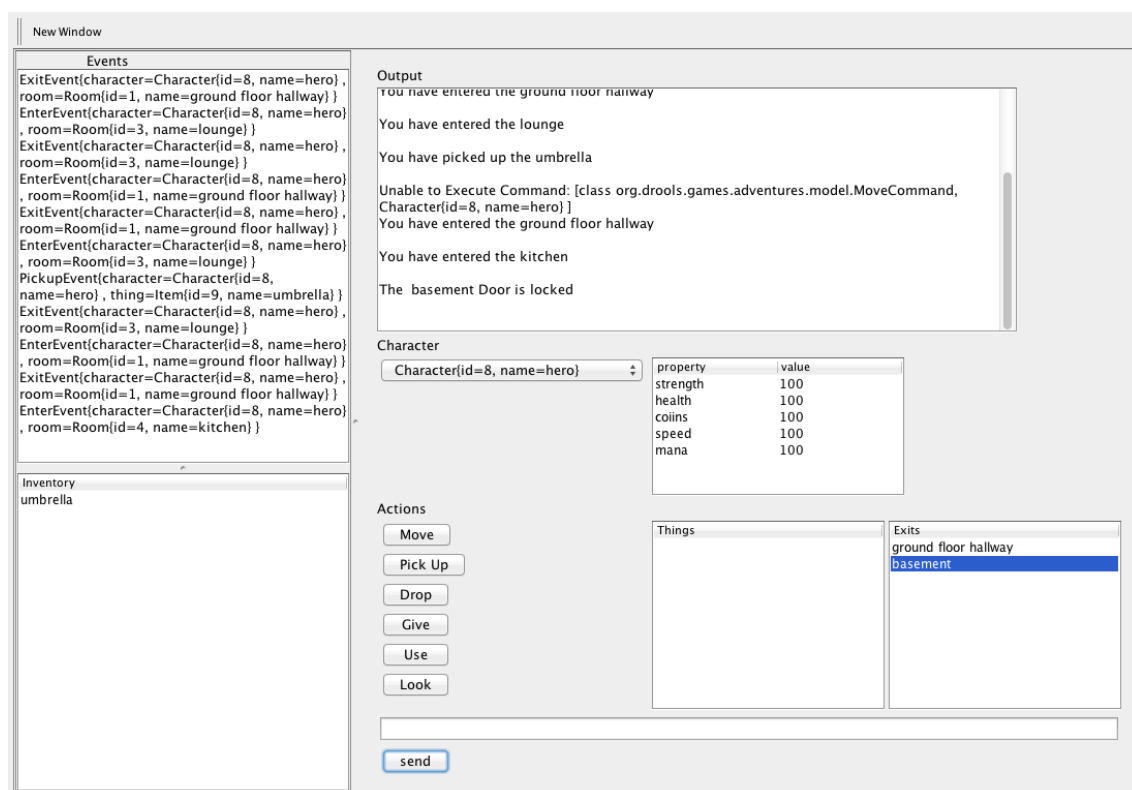 New Window
Events
ExitEvent{character=Character{id=8, name=hero} ,
room=Room{id=1, name=ground floor hallway} }
EnterEvent{character=Character{id=8, name=hero}
, room=Room{id=3, name=lounge} }
ExitEvent{character=Character{id=8, name=hero} ,
room=Room{id=3, name=lounge} }
EnterEvent{character=Character{id=8, name=hero}
, room=Room{id=1, name=ground floor hallway} }
ExitEvent{character=Character{id=8, name=hero} ,
room=Room{id=1, name=ground floor hallway} }
EnterEvent{character=Character{id=8, name=hero}
, room=Room{id=3, name=lounge} }
PickupEvent{character=Character{id=8,
name=hero} , thing=Item{id=9, name=umbrella} }
ExitEvent{character=Character{id=8, name=hero} ,
room=Room{id=3, name=lounge} }
EnterEvent{character=Character{id=8, name=hero}
, room=Room{id=1, name=ground floor hallway} }
ExitEvent{character=Character{id=8, name=hero} ,
room=Room{id=1, name=ground floor hallway} }
EnterEvent{character=Character{id=8, name=hero}
, room=Room{id=4, name=kitchen} }
Inventory
umbrella
Output
You have entered the ground floor hallway
You have entered the lounge
You have picked up the umbrella
Unable to Execute Command: [class org.drools.games.adventures.model.MoveCommand,
Character{id=8, name=hero} ]
You have entered the ground floor hallway
You have entered the kitchen
The  basement Door is locked
Character
Character{id=8, name=hero}
property value
strength 100
health 100
coiins 100
speed 100
mana 100
Actions
Move
Pick Up
Drop
Give
Use
Look
Things
Exits
ground floor hallway
basement
send